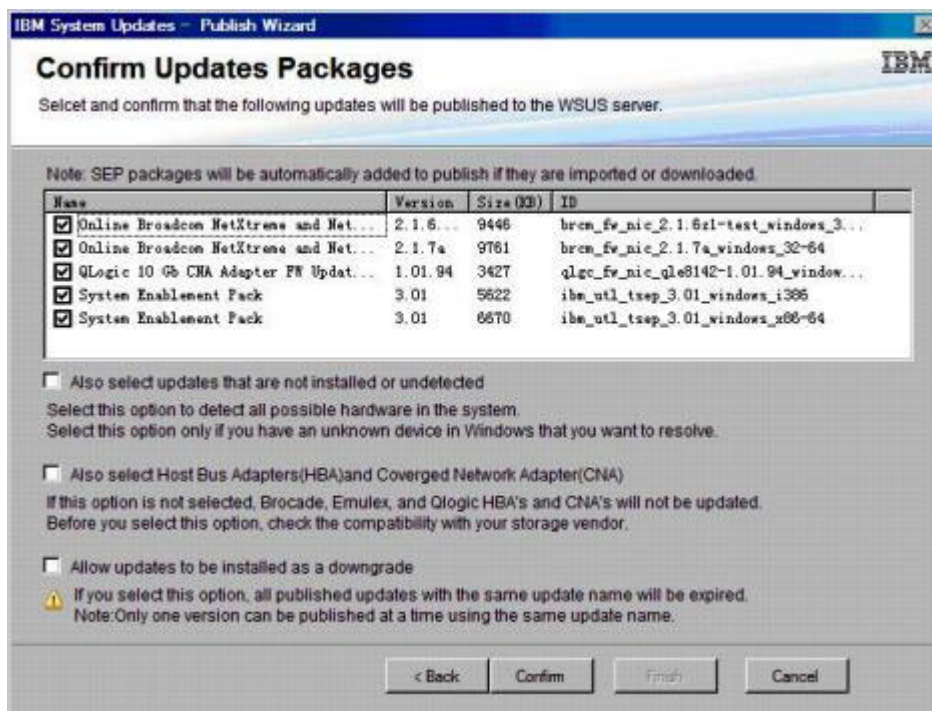 IBM System Updates - Publish Wizard
Confirm Updates Packages
IBM
Selcet and confirm that the following updates will be published to the WSUS server.
Note: SEP packages will be automatically added to publish if they are imported or downloaded.
Name Version Size(KB) ID
Online Broadcom NetXtreme and Net... 2.1.6... 9446 brcm_fw_nic_2.1.6z1-test_windows_3...
Online Broadcom NetXtreme and Net... 2.1.7a 9761 brcm_fw_nic_2.1.7a_windows_32-64
QLogic 10 Gb CNA Adapter FW Updat... 1.01.94 3427 qlgc_fw_nic_qle8142-1.01.94_window...
System Enablement Pack 3.01 5622 ibm_utl_tsep_3.01_windows_i386
System Enablement Pack 3.01 6670 ibm_utl_tsep_3.01_windows_x86-64
Also select updates that are not installed or undetected
Select this option to detect all possible hardware in the system.
Select this option only if you have an unknown device in Windows that you want to resolve.
Also select Host Bus Adapters(HBA)and Coverged Network Adapter(CNA)
If this option is not selected, Brocade, Emulex, and Qlogic HBA's and CNA's will not be updated.
Before you select this option, check the compatibility with your storage vendor.
Allow updates to be installed as a downgrade
If you select this option, all published updates with the same update name will be expired.
Note:Only one version can be published at a time using the same update name.
< Back Confirm Finish Cancel